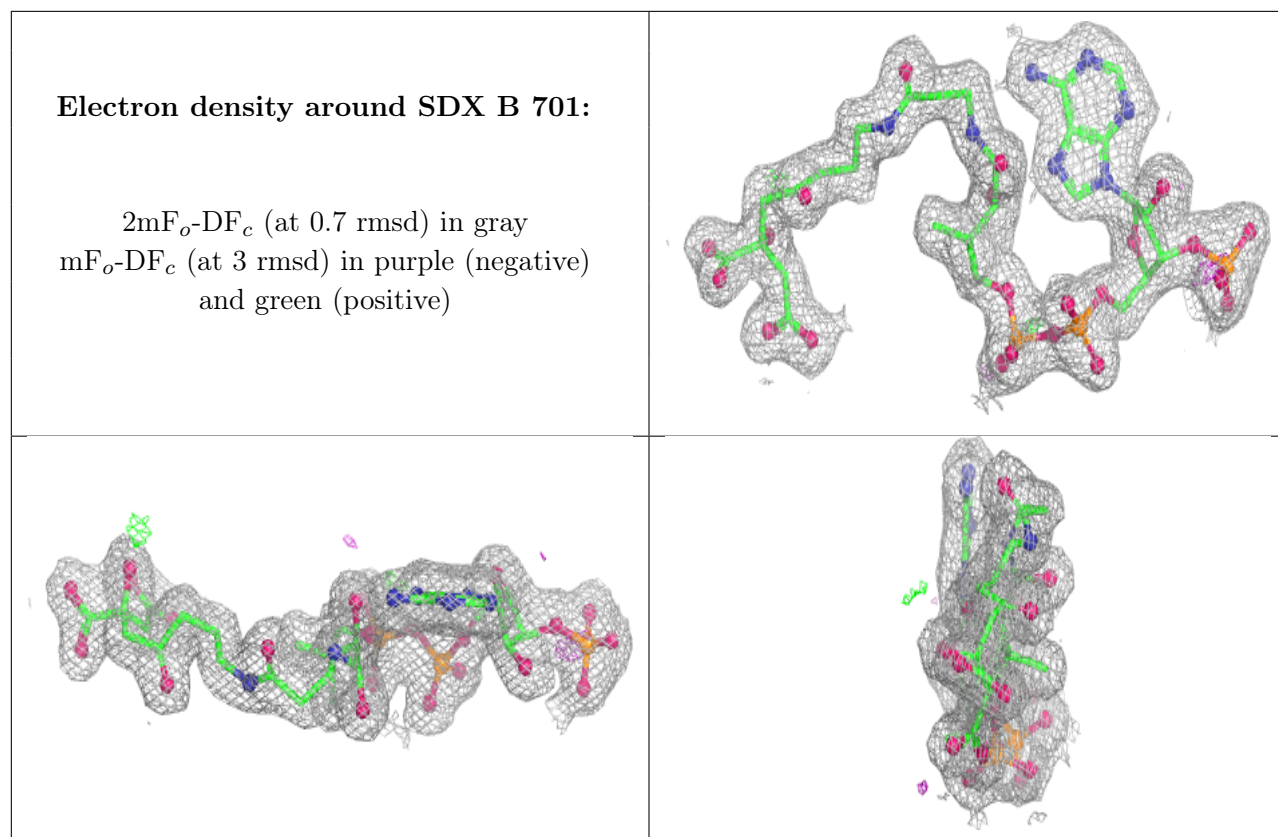 Electron density around SDX B 701:
2mFo-DFc (at 0.7 rmsd) in gray
mFo-DFc (at 3 rmsd) in purple (negative)
and green (positive)